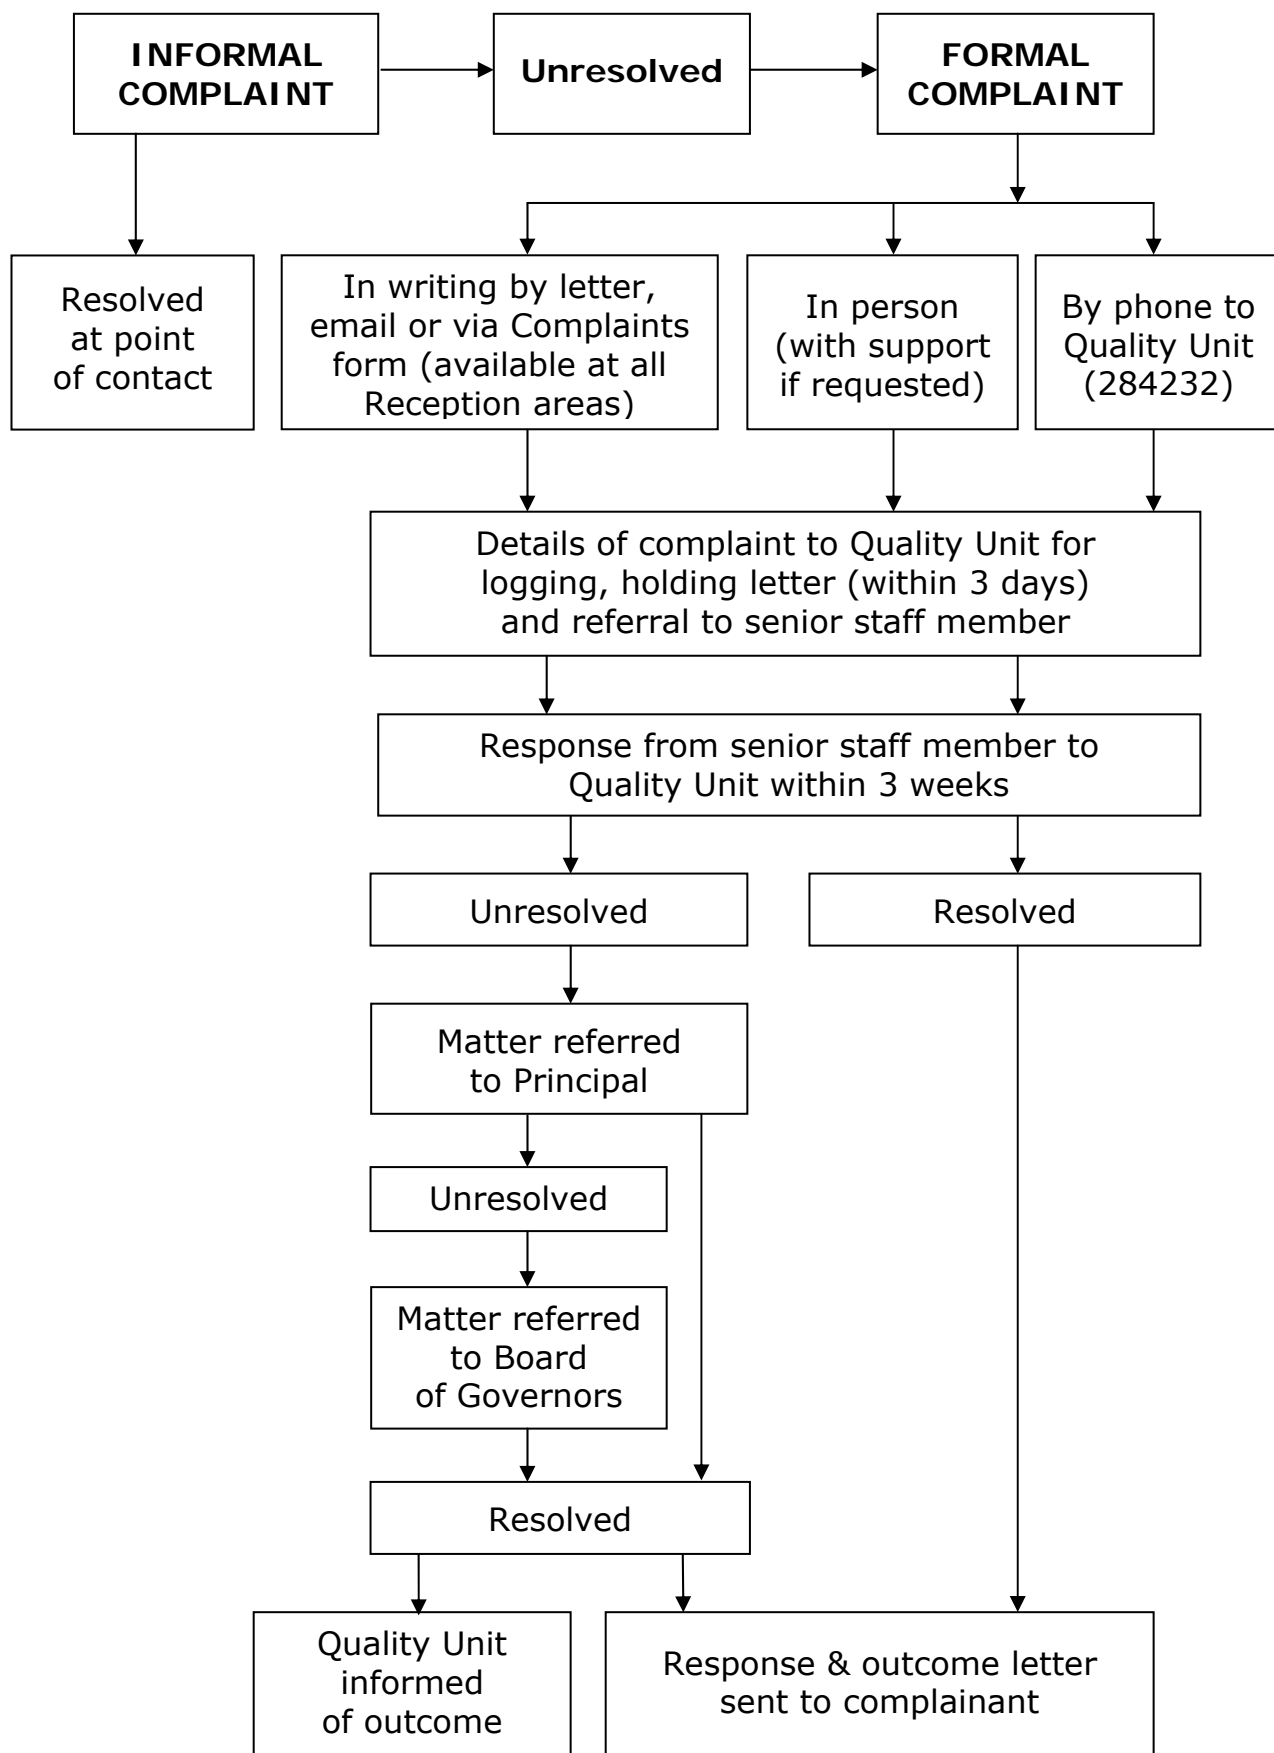 INFORMAL
COMPLAINT
Unresolved
FORMAL
COMPLAINT
Resolved
at point
of contact
In writing by letter,
email or via Complaints
form (available at all
Reception areas)
In person
(with support
if requested)
By phone to
Quality Unit
(284232)
Details of complaint to Quality Unit for
logging, holding letter (within 3 days)
and referral to senior staff member
Response from senior staff member to
Quality Unit within 3 weeks
Unresolved
Resolved
Matter referred
to Principal
Unresolved
Matter referred
to Board
of Governors
Resolved
Quality Unit
informed
of outcome
Response & outcome letter
sent to complainant